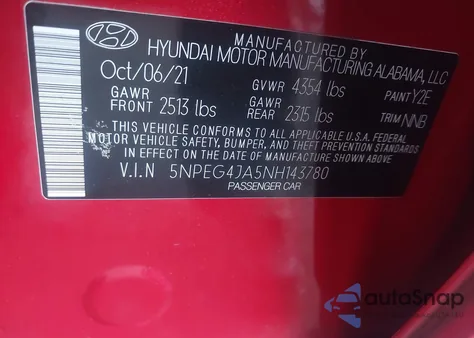 MANUFACTURED BY
HYUNDAI MOTOR MANUFACTURING ALABAMA, LLC
Oct/06/21 GVWR 4354 lbs PAINT Y2E
GAWR FRONT 2513 lbs GAWR REAR 2315 lbs TRIM NNB
THIS VEHICLE CONFORMS TO ALL APPLICABLE U.S.A. FEDERAL
MOTOR VEHICLE SAFETY, BUMPER, AND THEFT PREVENTION STANDARDS
IN EFFECT ON THE DATE OF MANUFACTURE SHOWN ABOVE.
V.I.N 5NPEG4JA5NH143780
PASSENGER CAR
autoSnap